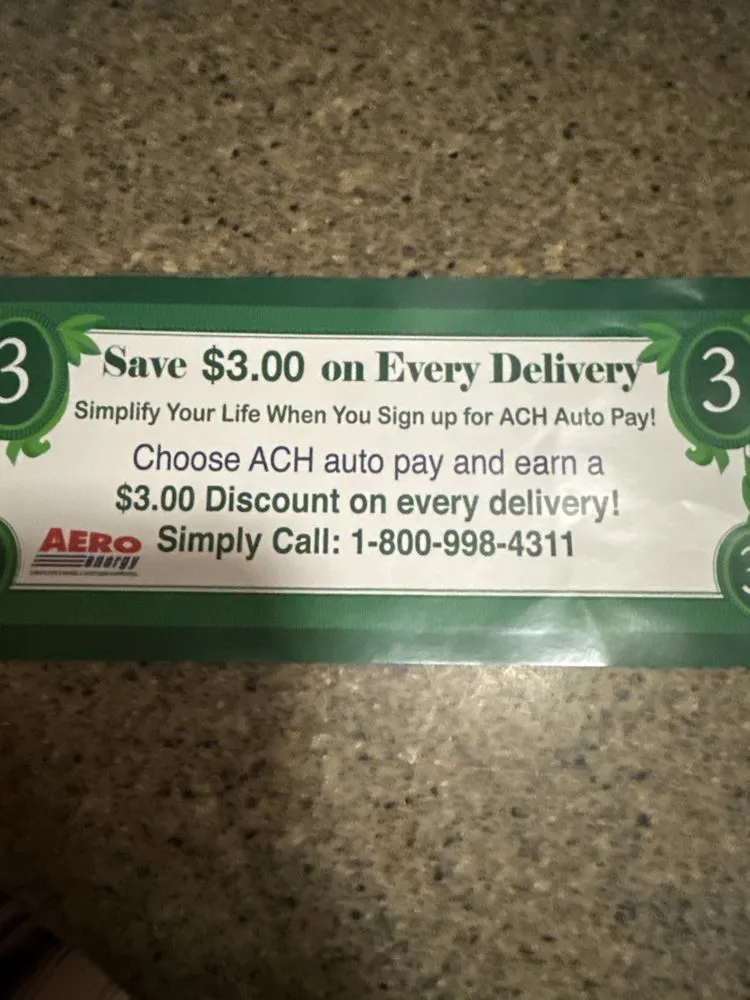 3
3
Save $3.00 on Every Delivery
Simplify Your Life When You Sign up for ACH Auto Pay!
Choose ACH auto pay and earn a
$3.00 Discount on every delivery!
Simply Call: 1-800-998-4311
AERO
energy